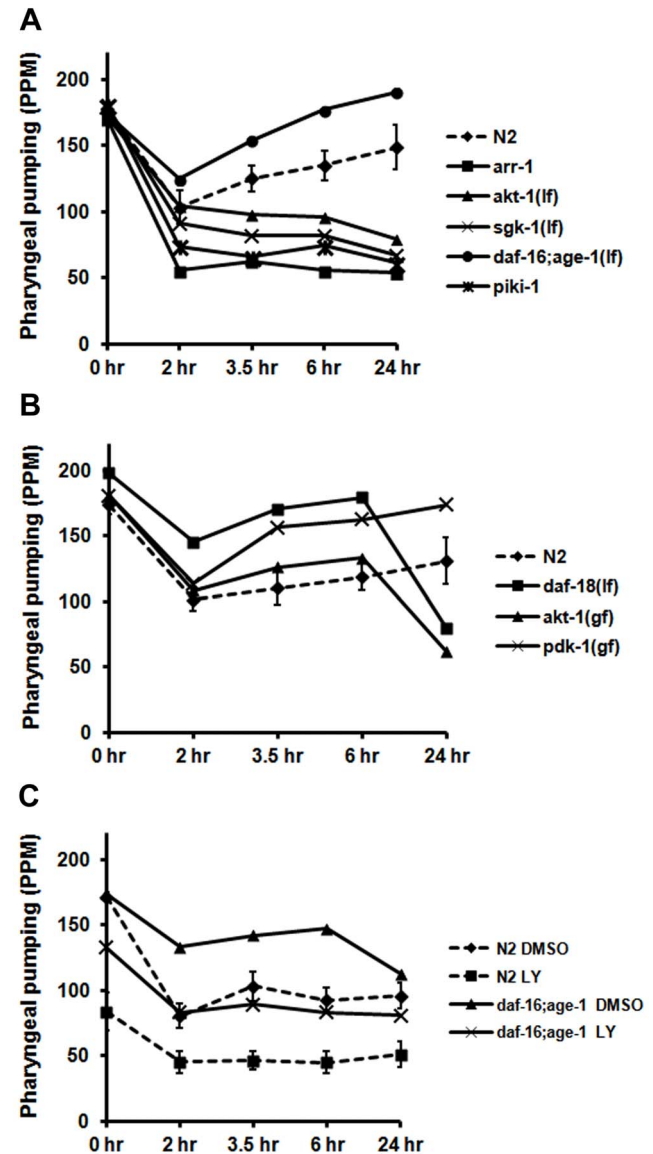 A
Pharyngeal pumping (PPM)
200
150
100
50
0
0 hr 2 hr 3.5 hr 6 hr 24 hr
N2
arr-1
akt-1(lf)
sgk-1(lf)
daf-16;age-1(lf)
piki-1
B
Pharyngeal pumping (PPM)
200
150
100
50
0
0 hr 2 hr 3.5 hr 6 hr 24 hr
N2
daf-18(lf)
akt-1(gf)
pdk-1(gf)
C
Pharyngeal pumping (PPM)
200
150
100
50
0
0 hr 2 hr 3.5 hr 6 hr 24 hr
N2 DMSO
N2 LY
daf-16;age-1 DMSO
daf-16;age-1 LY